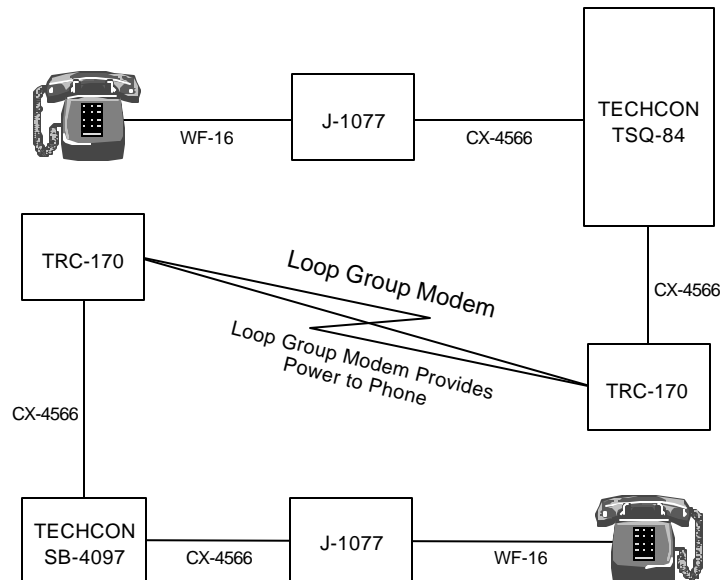 J-1077
WF-16
CX-4566
TECHCON
TSQ-84
TRC-170
Loop Group Modem
CX-4566
Loop Group Modem Provides
Power to Phone
TRC-170
CX-4566
TECHCON
SB-4097
CX-4566
J-1077
WF-16